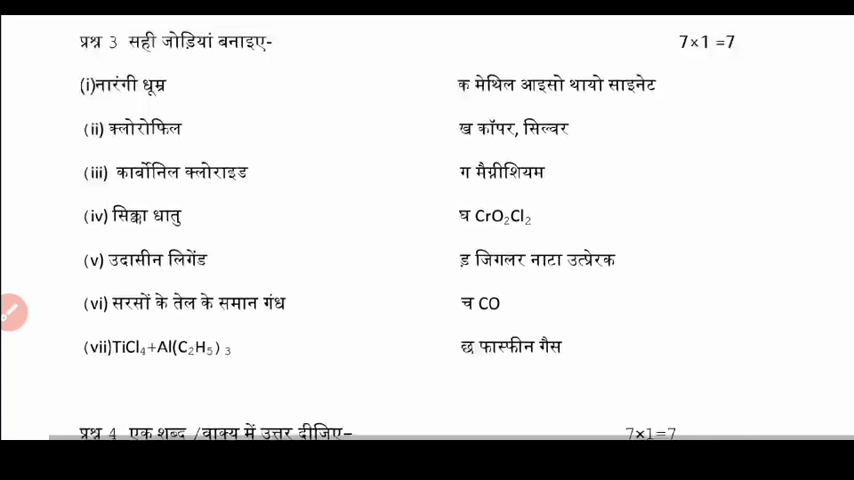 प्रश्न 3 सही जोड़ियां बनाइए- 7×1 =7
(i)नारंगी धूम्र क मेथिल आइसो थायो साइनेट
(ii) क्लोरोफिल ख कॉपर, सिल्वर
(iii) कार्बोनिल क्लोराइड ग मैग्नीशियम
(iv) सिक्का धातु घ CrO₂Cl₂
(v) उदासीन लिगेंड ड़ जिगलर नाटा उत्प्रेरक
(vi) सरसों के तेल के समान गंध च CO
(vii)TiCl₄+Al(C₂H₅)₃ छ फास्फीन गैस
प्रश्न 4 एक शब्द /वाक्य में उत्तर दीजिए– 7×1=7